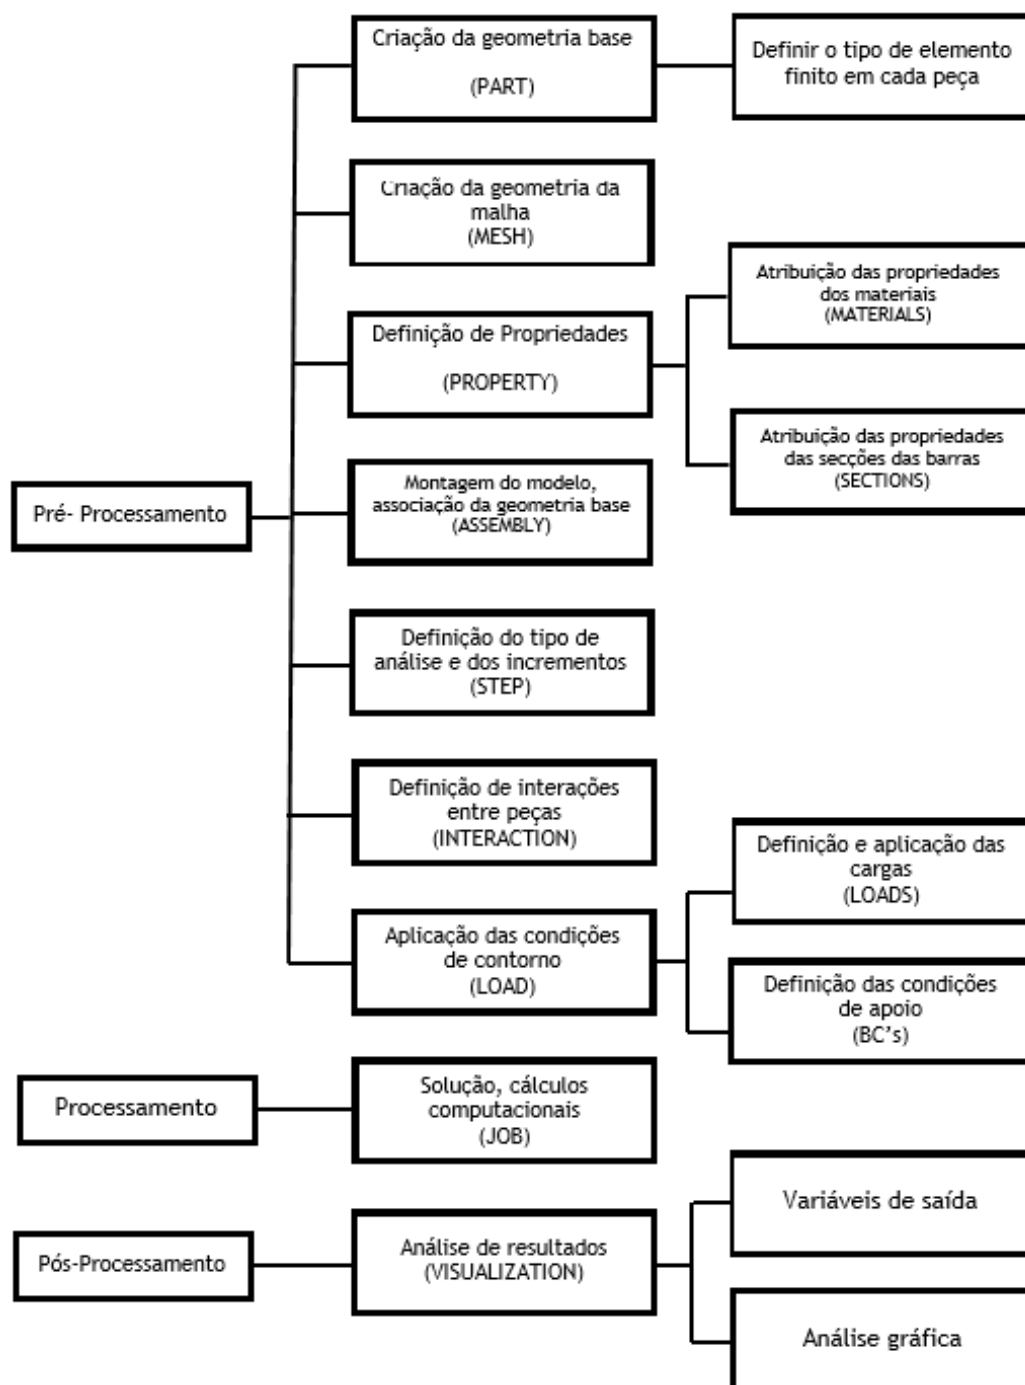 Criação da geometria base
(PART)
Definir o tipo de elemento
finito em cada peça
Criação da geometria da
malha
(MESH)
Definição de Propriedades
(PROPERTY)
Atribuição das propriedades
dos materiais
(MATERIALS)
Atribuição das propriedades
das secções das barras
(SECTIONS)
Pré- Processamento
Montagem do modelo,
associação da geometria base
(ASSEMBLY)
Definição do tipo de
análise e dos incrementos
(STEP)
Definição de interações
entre peças
(INTERACTION)
Aplicação das condições
de contorno
(LOAD)
Definição e aplicação das
cargas
(LOADS)
Definição das condições
de apoio
(BC's)
Processamento
Solução, cálculos
computacionais
(JOB)
Pós-Processamento
Análise de resultados
(VISUALIZATION)
Variáveis de saída
Análise gráfica